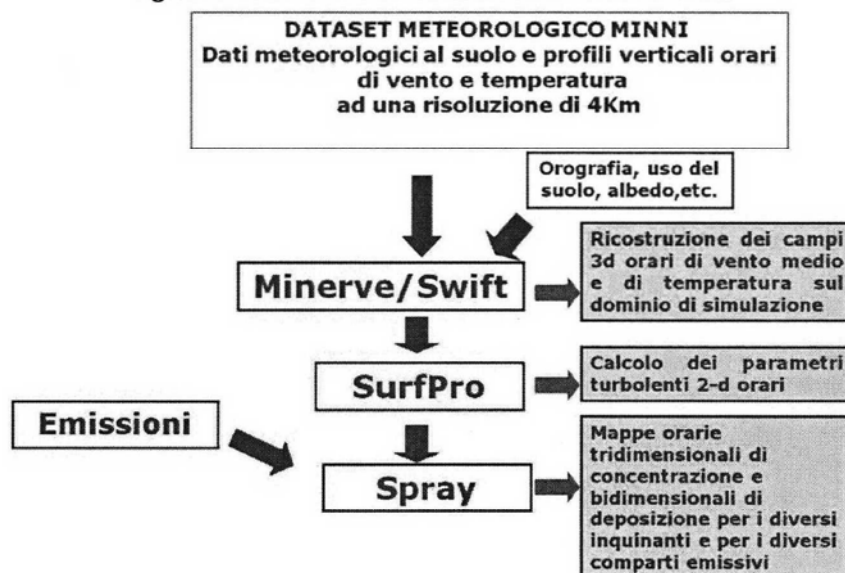 DATASET METEOROLOGICO MINNI
Dati meteorologici al suolo e profili verticali orari
di vento e temperatura
ad una risoluzione di 4Km
Orografia, uso del
suolo, albedo,etc.
Minerve/Swift
Ricostruzione dei campi
3d orari di vento medio
e di temperatura sul
dominio di simulazione
SurfPro
Calcolo dei parametri
turbolenti 2-d orari
Emissioni
Spray
Mappe orarie
tridimensionali di
concentrazione e
bidimensionali di
deposizione per i diversi
inquinanti e per i diversi
comparti emissivi